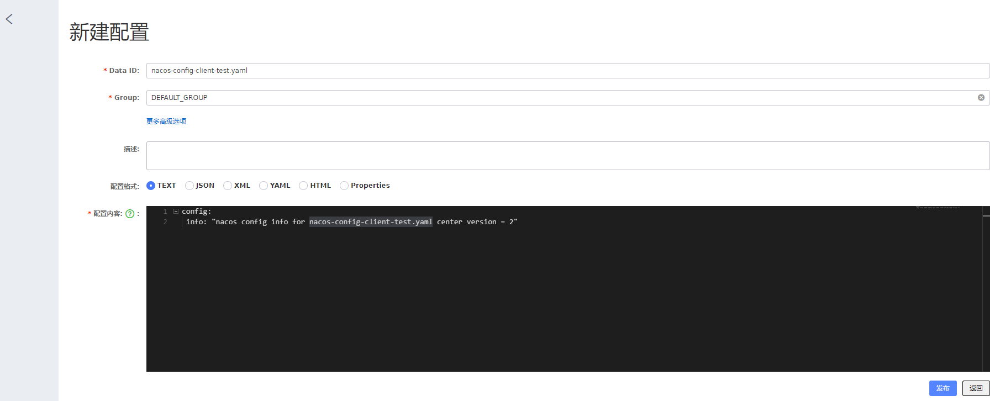 新建配置
* Data ID: nacos-config-client-test.yaml
* Group: DEFAULT_GROUP
更多高级选项
描述:
配置格式: TEXT JSON XML YAML HTML Properties
* 配置内容: ? :
1 config:
2 info: "nacos config info for nacos-config-client-test.yaml center version = 2"
发布 返回